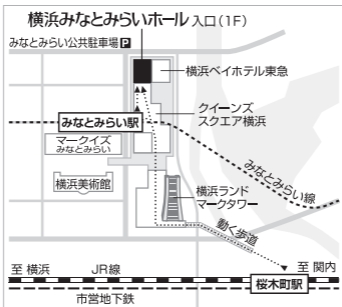 横浜みなとみらいホール 入口(1F)
みなとみらい公共駐車場 P
横浜ベイホテル東急
クイーンズ
スクエア横浜
みなとみらい駅
マークイズ
みなとみらい
みなとみらい線
横浜美術館
横浜ランド
マークタワー
動く歩道
至 横浜
JR線
至 関内
桜木町駅
市営地下鉄